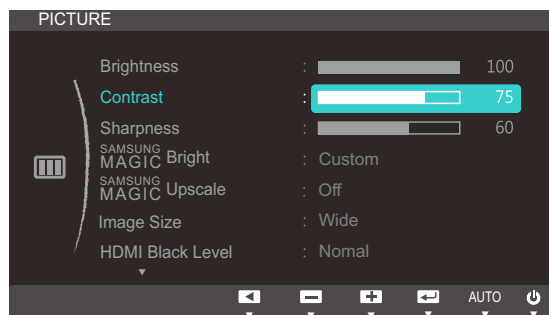 PICTURE
Brightness : 100
Contrast : 75
Sharpness : 60
SAMSUNG MAGIC Bright : Custom
SAMSUNG MAGIC Upscale : Off
Image Size : Wide
HDMI Black Level : Nomal
AUTO